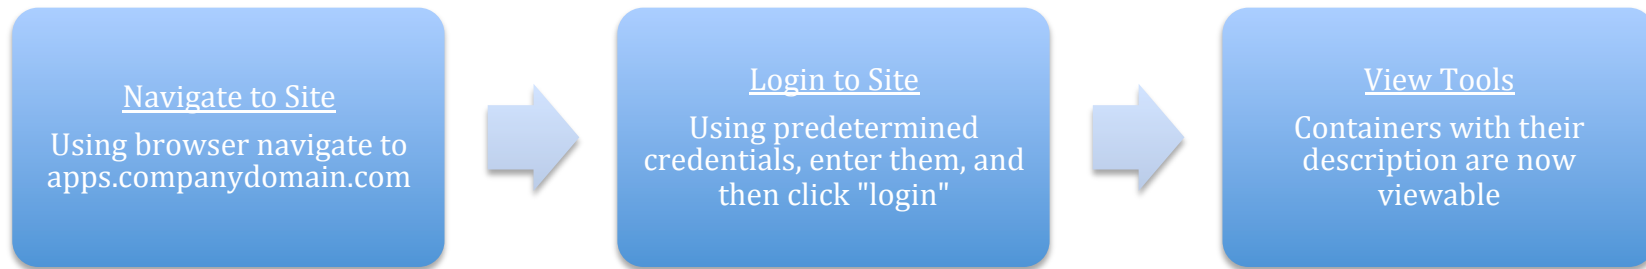 Navigate to Site
Using browser navigate to
apps.companydomain.com
Login to Site
Using predetermined
credentials, enter them, and
then click "login"
View Tools
Containers with their
description are now
viewable